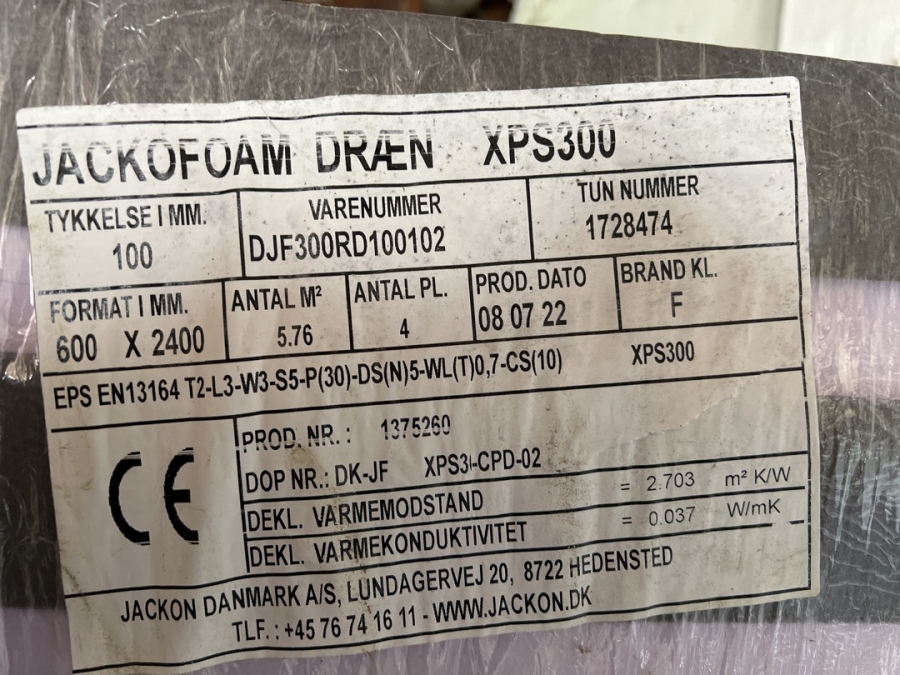 JACKOFOAM DRÆN XPS300
TYKKELSE I MM.
100
VARENUMMER
DJF300RD100102
TUN NUMMER
1728474
FORMAT I MM.
600 X 2400
ANTAL M²
5.76
ANTAL PL.
4
PROD. DATO
08 07 22
BRAND KL.
F
EPS EN13164 T2-L3-W3-S5-P(30)-DS(N)5-WL(T)0,7-CS(10) XPS300
CE
PROD. NR.: 1375260
DOP NR.: DK-JF XPS3I-CPD-02
DEKL. VARMEMODSTAND = 2.703 m² K/W
DEKL. VARMEKONDUKTIVITET = 0.037 W/mK
JACKON DANMARK A/S, LUNDAGERVEJ 20, 8722 HEDENSTED
TLF.: +45 76 74 16 11 - WWW.JACKON.DK